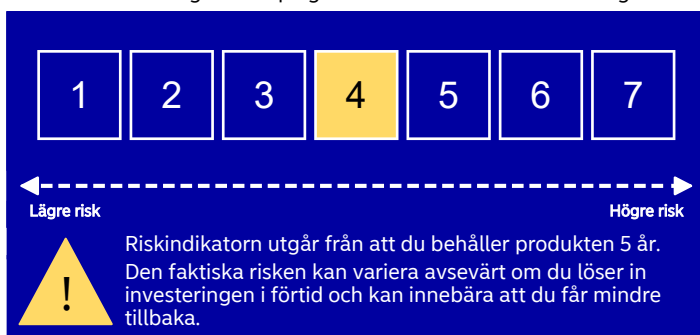 1 2 3 4 5 6 7
Lägre risk Högre risk
Riskindikatorn utgår från att du behåller produkten 5 år.
Den faktiska risken kan variera avsevärt om du löser in
! investeringen i förtid och kan innebära att du får mindre
tillbaka.